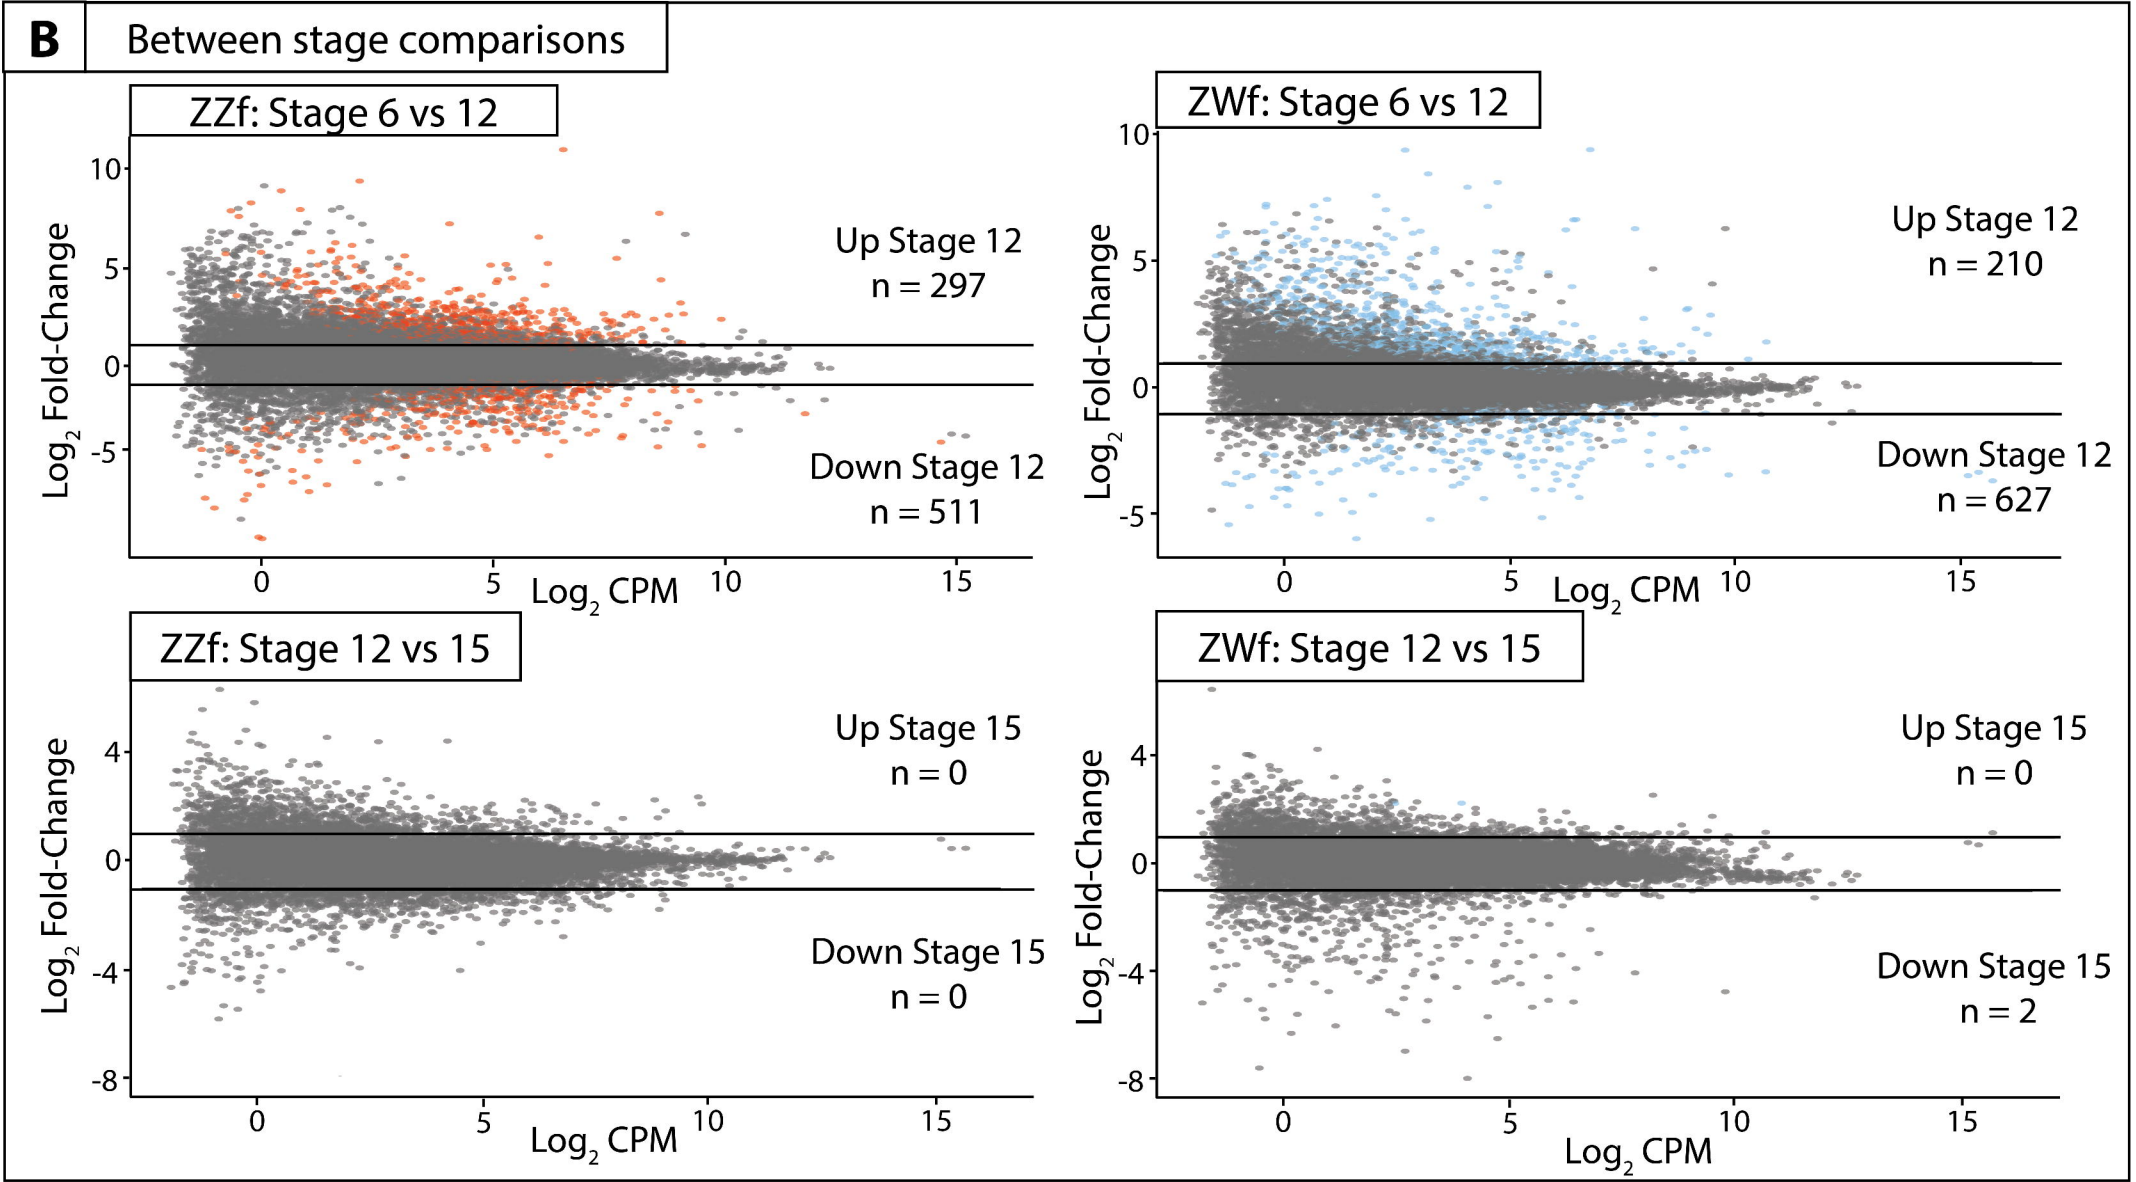 B
Between stage comparisons
ZZf: Stage 6 vs 12
10
5
0
-5
Log2 Fold-Change
Up Stage 12
n = 297
Down Stage 12
n = 511
0
5
10
15
Log2 CPM
ZWf: Stage 6 vs 12
10
5
0
-5
Log2 Fold-Change
Up Stage 12
n = 210
Down Stage 12
n = 627
0
5
10
15
Log2 CPM
ZZf: Stage 12 vs 15
4
0
-4
-8
Log2 Fold-Change
Up Stage 15
n = 0
Down Stage 15
n = 0
0
5
10
15
Log2 CPM
ZWf: Stage 12 vs 15
4
0
-4
-8
Log2 Fold-Change
Up Stage 15
n = 0
Down Stage 15
n = 2
0
5
10
15
Log2 CPM